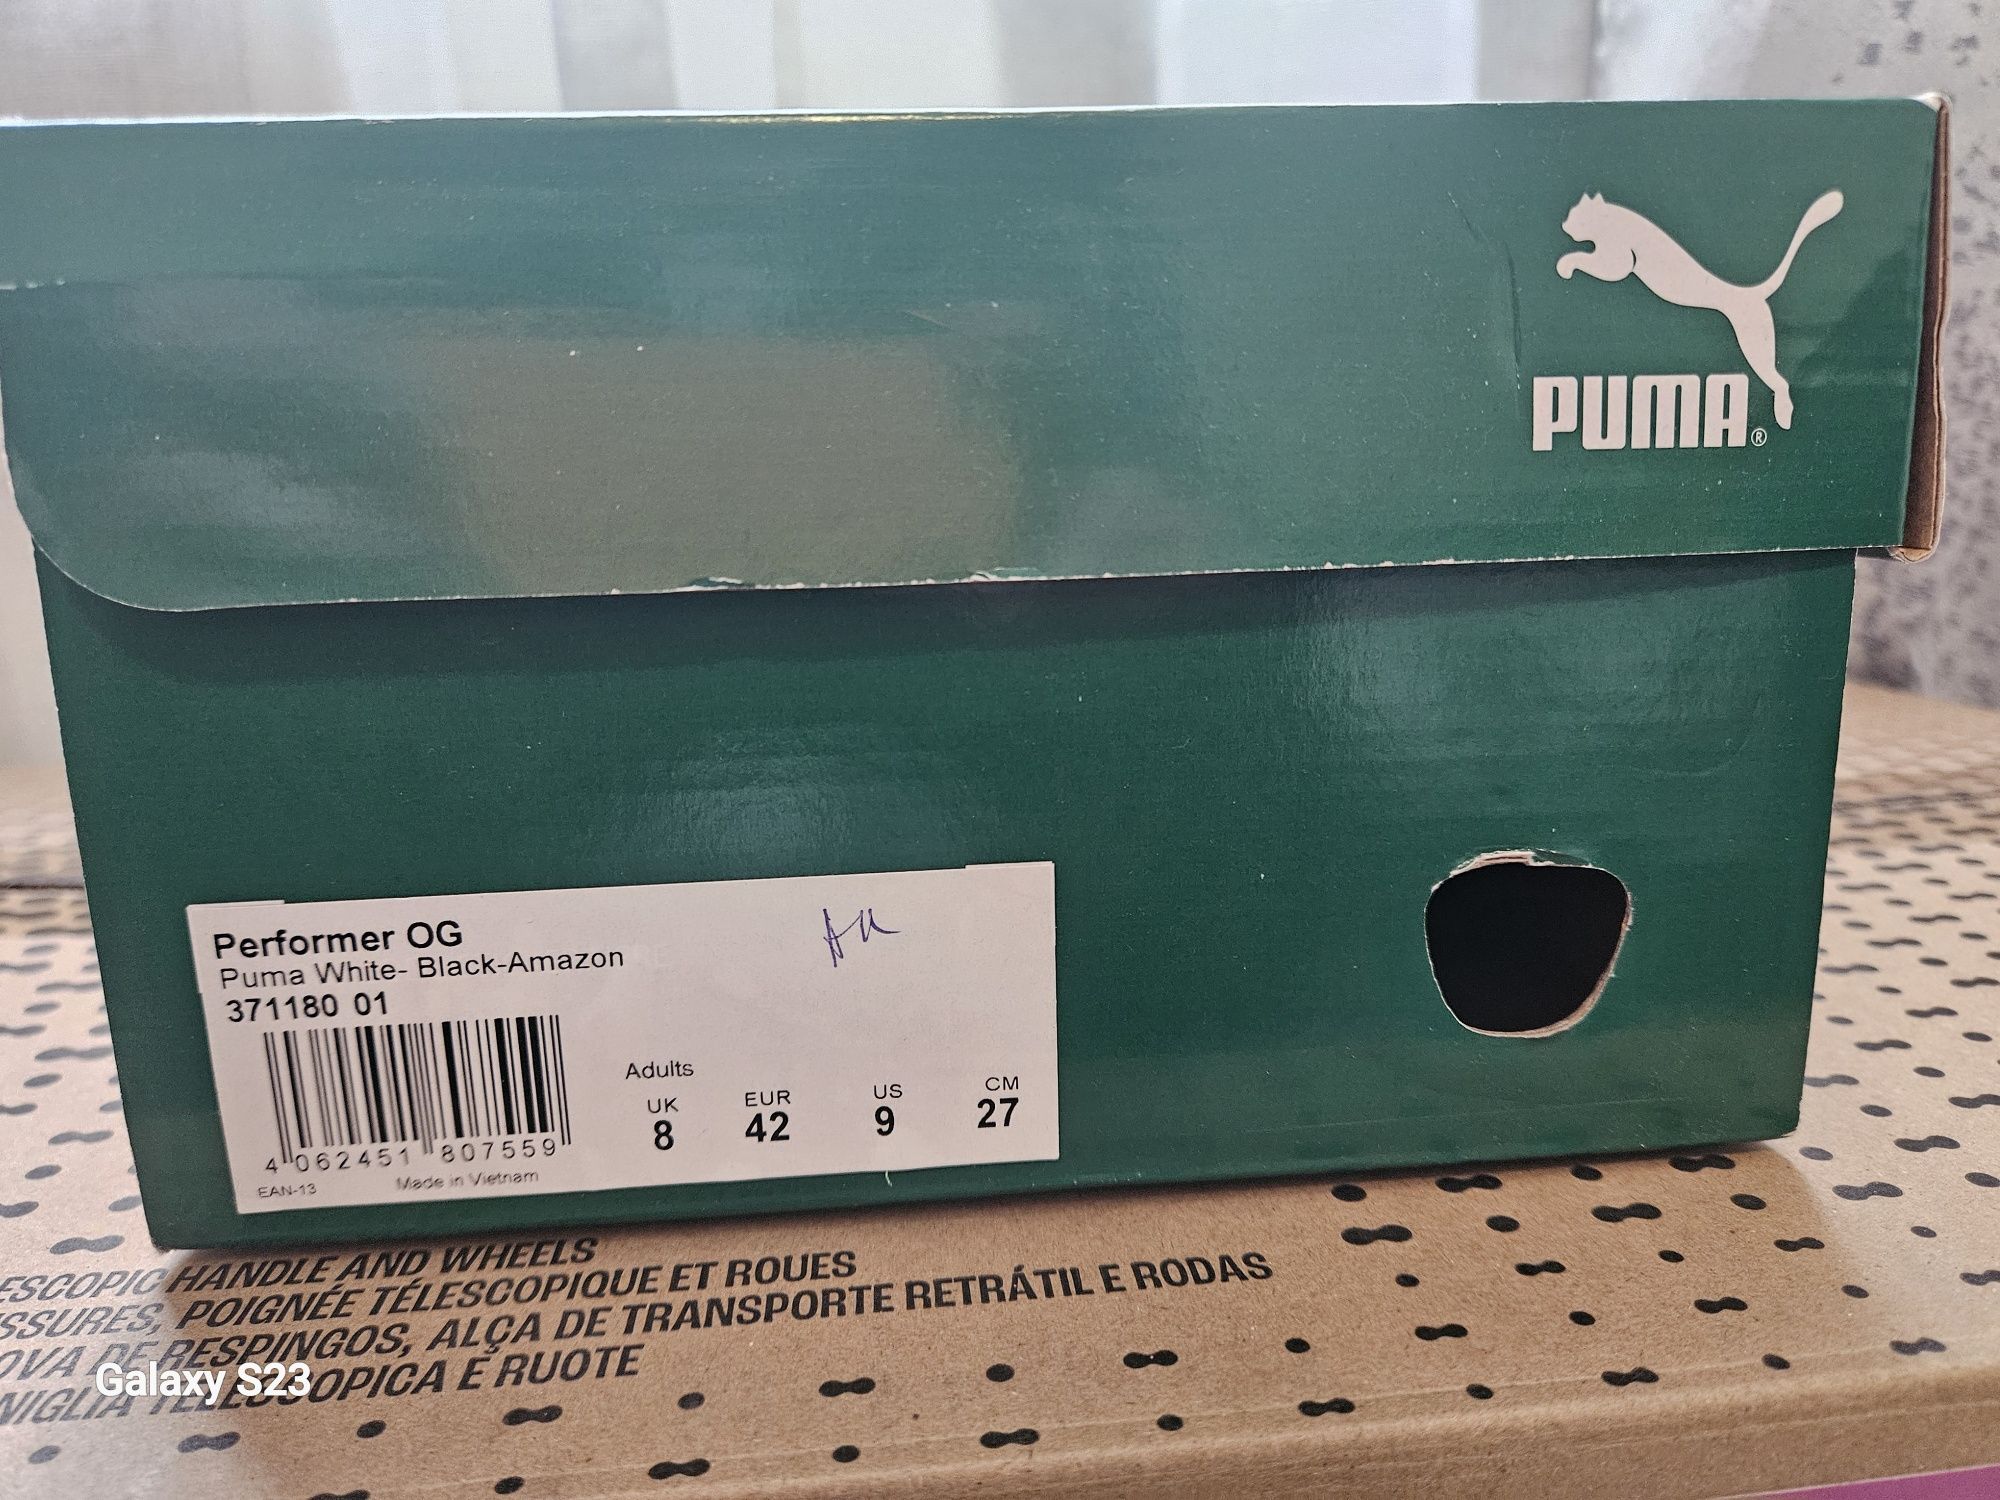 PUMA®
Performer OG
Puma White- Black-Amazon
371180 01
Adults
UK EUR US CM
8 42 9 27
4 062451 807559
EAN-13 Made in Vietnam
HANDLE AND WHEELS
POIGNÉE TÉLESCOPIQUE ET ROUES
DE RESPINGOS, ALÇA DE TRANSPORTE RETRÁTIL E RODAS
E RUOTE
Galaxy S23